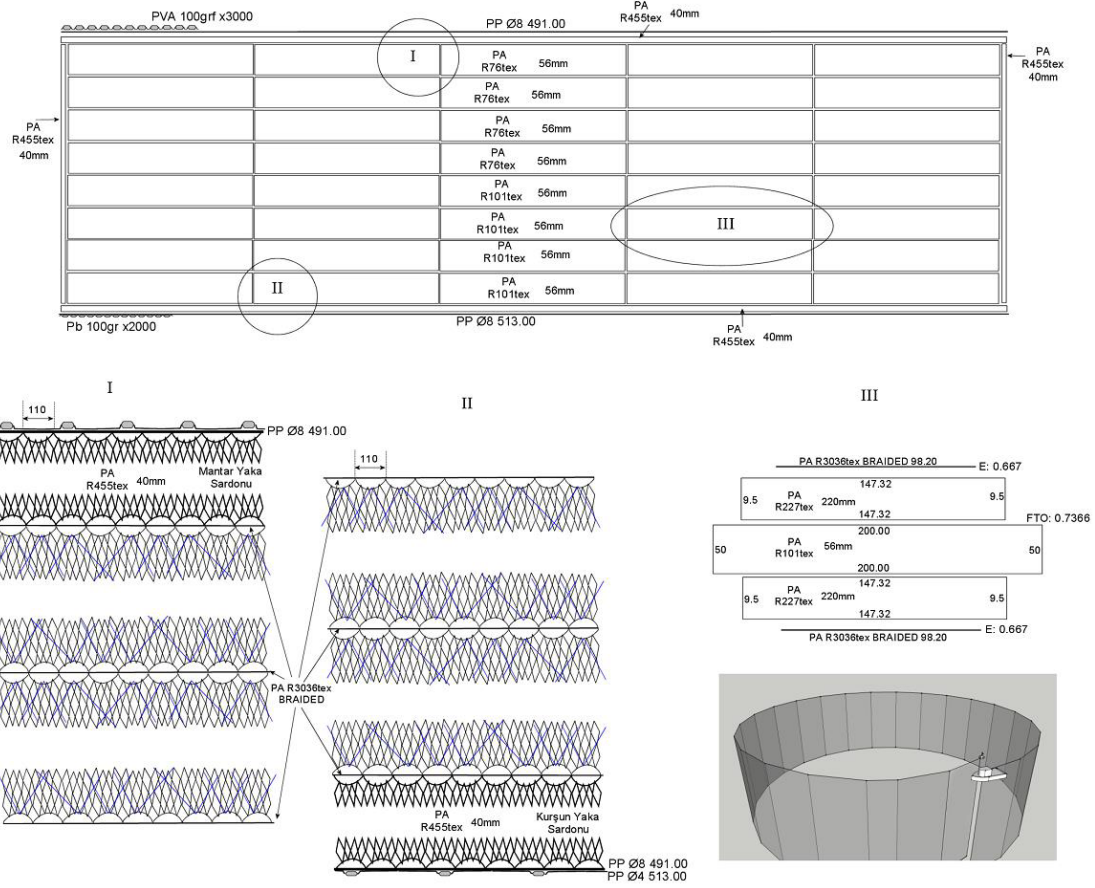 PVA 100grf x3000
PP Ø8 491.00
PA
R455tex 40mm
PA
R455tex
40mm
PA
R455tex
40mm
I
PA
R76tex 56mm
PA
R76tex 56mm
PA
R76tex 56mm
PA
R76tex 56mm
PA
R101tex 56mm
PA
R101tex 56mm
PA
R101tex 56mm
PA
R101tex 56mm
III
II
Pb 100gr x2000
PP Ø8 513.00
PA
R455tex 40mm
I
110
PP Ø8 491.00
PA
R455tex 40mm
Mantar Yaka
Sardonu
PA R3036tex
BRAIDED
II
110
PA
R455tex 40mm
Kurşun Yaka
Sardonu
PP Ø8 491.00
PP Ø4 513.00
III
PA R3036tex BRAIDED 98.20
E: 0.667
147.32
9.5
PA
R227tex 220mm
9.5
147.32
FTO: 0.7366
200.00
50
PA
R101tex 56mm
50
200.00
147.32
9.5
PA
R227tex 220mm
9.5
147.32
E: 0.667
PA R3036tex BRAIDED 98.20